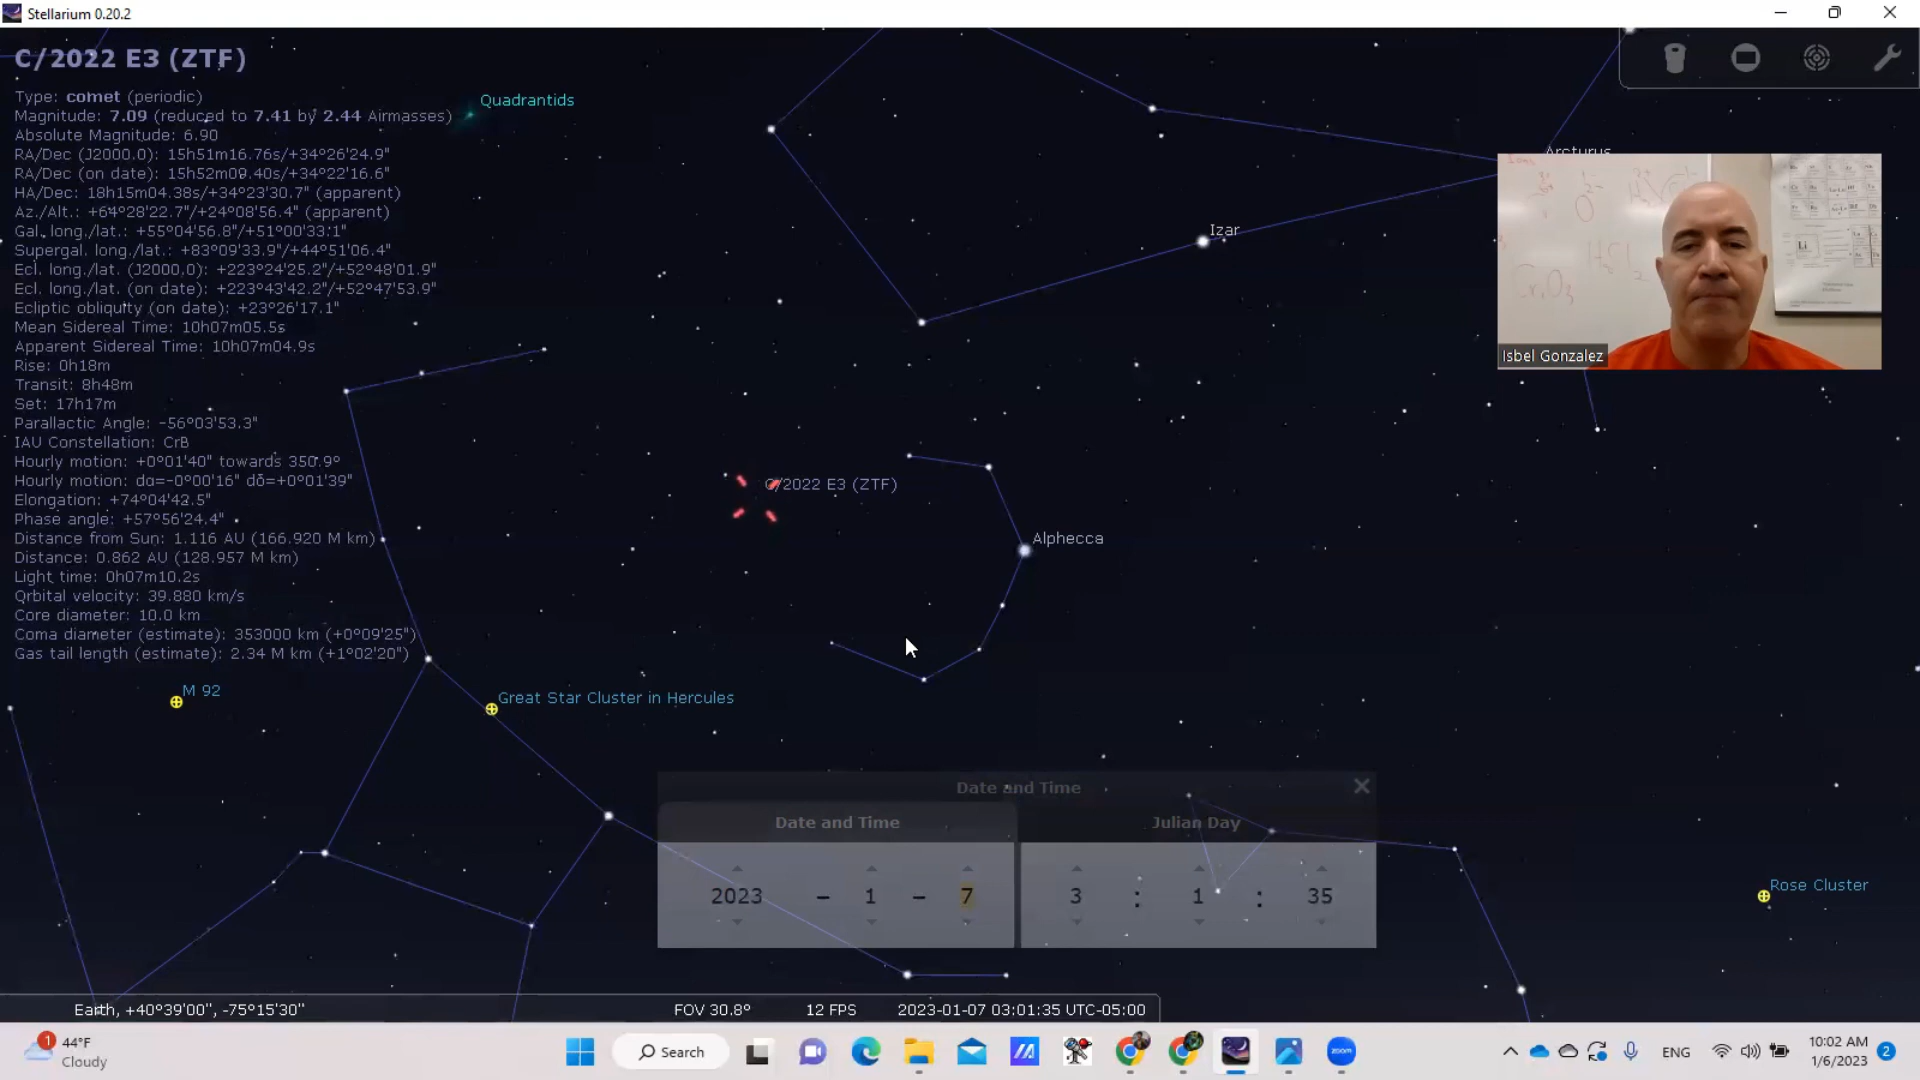 Stellarium 0.20.2
C/2022 E3 (ZTF)
Type: comet (periodic)
Magnitude: 7.09 (reduced to 7.41 by 2.44 Airmasses)
Absolute Magnitude: 6.90
RA/Dec (J2000.0): 15h51m16.76s/+34°26'24.9"
RA/Dec (on date): 15h52m09.40s/+34°22'16.6"
HA/Dec: 18h15m04.38s/+34°23'30.7" (apparent)
Az./Alt.: +64°28'22.7"/+24°08'56.4" (apparent)
Gal. long./lat.: +55°04'56.8"/+51°00'33.1"
Supergal. long./lat.: +83°09'33.9"/+44°51'06.4"
Ecl. long./lat. (J2000.0): +223°24'25.2"/+52°48'01.9"
Ecl. long./lat. (on date): +223°43'42.2"/+52°47'53.9"
Ecliptic obliquity (on date): +23°26'17.1"
Mean Sidereal Time: 10h07m05.5s
Apparent Sidereal Time: 10h07m04.9s
Rise: 0h18m
Transit: 8h48m
Set: 17h17m
Parallactic Angle: -56°03'53.3"
IAU Constellation: CrB
Hourly motion: +0°01'40" towards 350.9°
Hourly motion: dα=-0°00'16" dδ=+0°01'39"
Elongation: +74°04'42.5"
Phase angle: +57°56'24.4"
Distance from Sun: 1.116 AU (166.920 M km)
Distance: 0.862 AU (128.957 M km)
Light time: 0h07m10.2s
Orbital velocity: 39.880 km/s
Core diameter: 10.0 km
Coma diameter (estimate): 353000 km (+0°09'25")
Gas tail length (estimate): 2.34 M km (+1°02'20")
Quadrantids
Arcturus
Izar
Li
Isbel Gonzalez
C/2022 E3 (ZTF)
Alphecca
M 92
Great Star Cluster in Hercules
Rose Cluster
Date and Time
Date and Time
Julian Day
2023 - 1 - 7
3 : 1 : 35
Earth, +40°39'00", -75°15'30"
FOV 30.8°
12 FPS
2023-01-07 03:01:35 UTC-05:00
1
44°F
Cloudy
Search
zoom
ENG
10:02 AM
1/6/2023
2